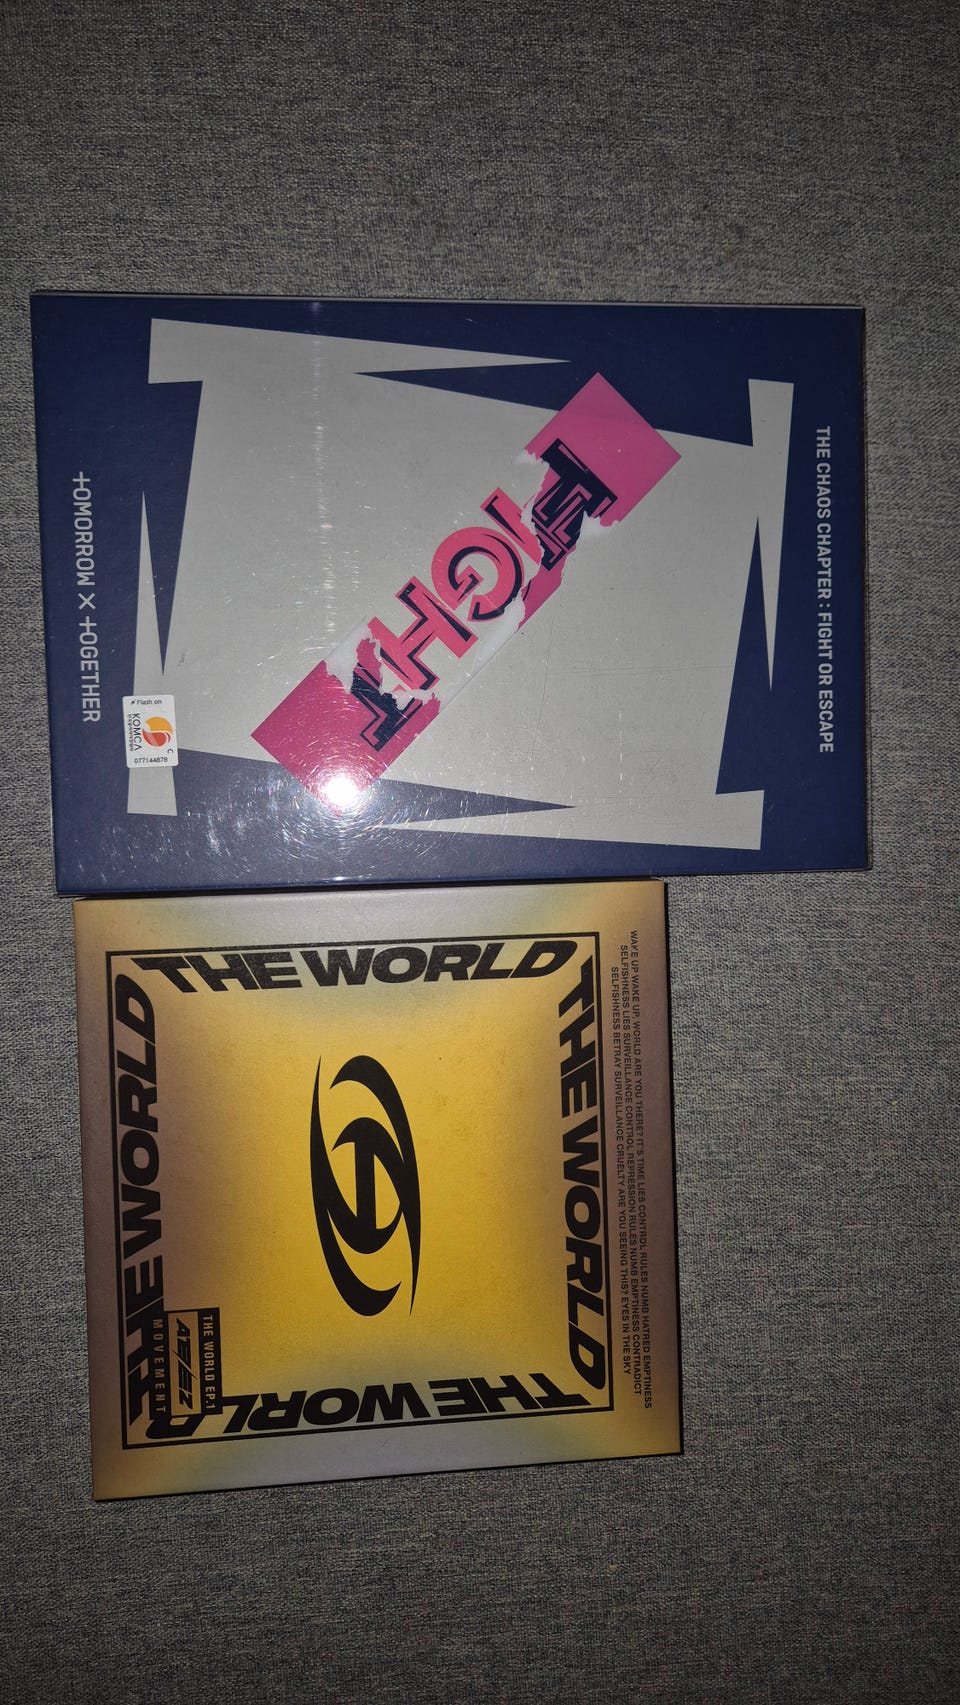 THE CHAOS CHAPTER : FIGHT OR ESCAPE
FIGHT
TOMORROW X TOGETHER
Flash on
KOMCA
C
077144878
WAKE UP WAKE UP, WORLD ARE YOU THERE? IT'S TIME LIES CONTROL RULES NUMB HATRED EMPTINESS
SELFISHNESS LIES SURVEILLANCE CONTROL REPRESSION RULES NUMB EMPTINESS CONTRADICT
SELFISHNESS BETRAY SURVEILLANCE CRUELTY ARE YOU SEEING THIS? EYES IN THE SKY
THE WORLD
THE WORLD
THE WORLD
THE WORLD
THE WORLD EP.1
ATEEZ
MOVEMENT